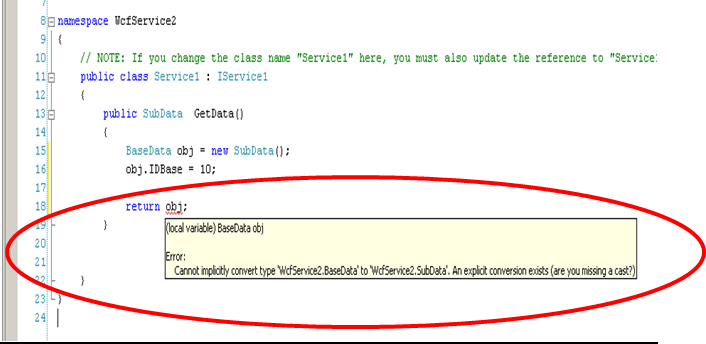 7
8 namespace WcfService2
9 {
10 // NOTE: If you change the class name "Service1" here, you must also update the reference to "Service
11 public class Service1 : IService1
12 {
13 public SubData GetData()
14 {
15 BaseData obj = new SubData();
16 obj.IDBase = 10;
17
18 return obj;
19 }
(local variable) BaseData obj
20
Error:
21
Cannot implicitly convert type 'WcfService2.BaseData' to 'WcfService2.SubData'. An explicit conversion exists (are you missing a cast?)
22 }
23 }
24